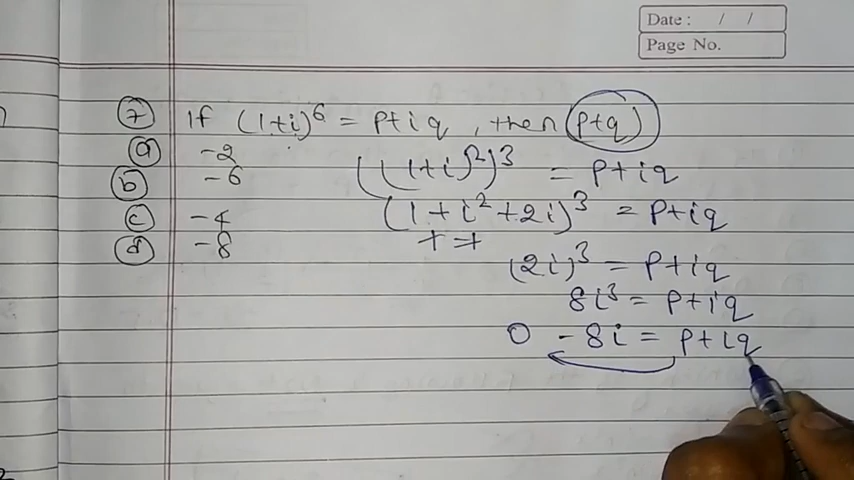 Date : / /
Page No.
7 If (1+i)^6 = p+iq , then (p+q)
a -2
b -6
c -4
d -8
((1+i)^2)^3 = p+iq
(1+i^2+2i)^3 = p+iq
(2i)^3 = p+iq
8i^3 = p+iq
0 -8i = p+iq